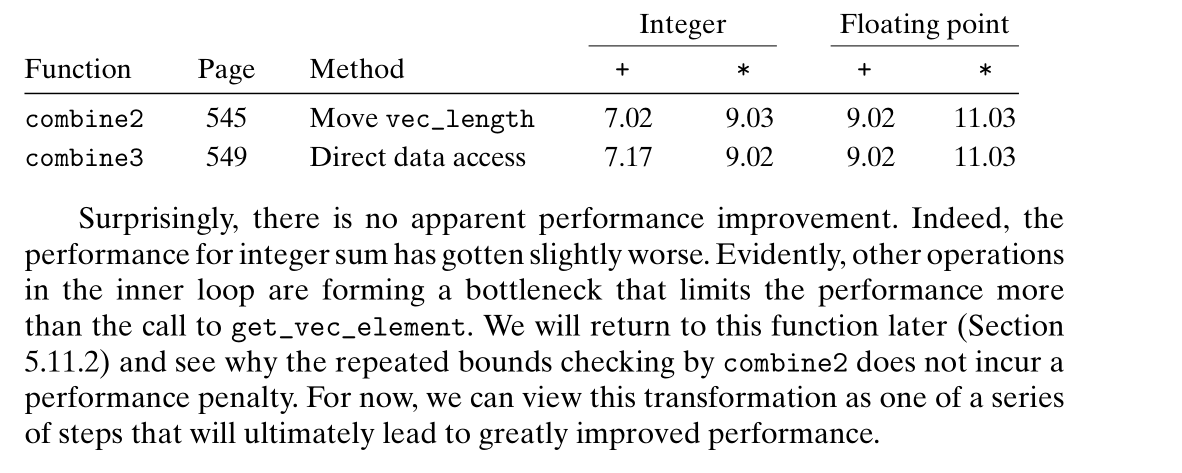 Integer Floating point
Function Page Method + * + *
combine2 545 Move vec_length 7.02 9.03 9.02 11.03
combine3 549 Direct data access 7.17 9.02 9.02 11.03
Surprisingly, there is no apparent performance improvement. Indeed, the
performance for integer sum has gotten slightly worse. Evidently, other operations
in the inner loop are forming a bottleneck that limits the performance more
than the call to get_vec_element. We will return to this function later (Section
5.11.2) and see why the repeated bounds checking by combine2 does not incur a
performance penalty. For now, we can view this transformation as one of a series
of steps that will ultimately lead to greatly improved performance.